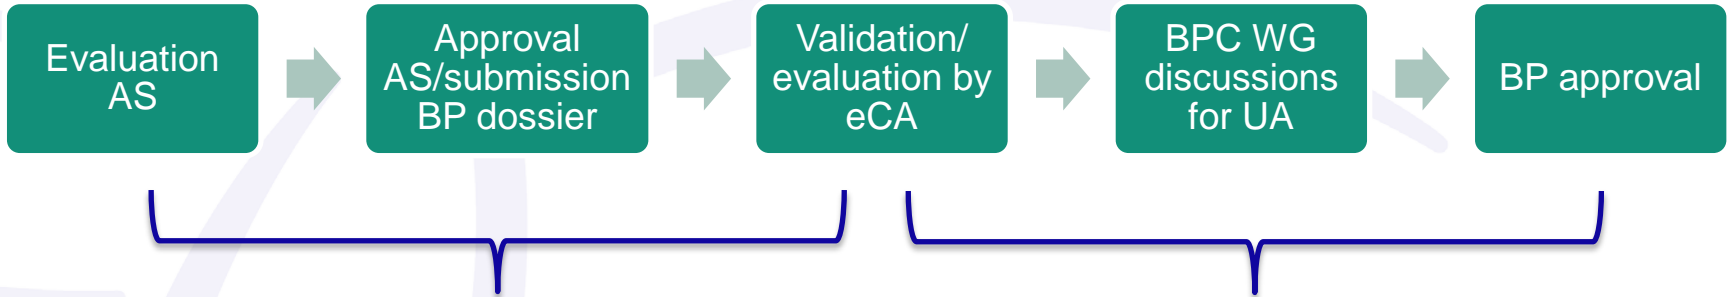 Evaluation
AS
Approval
AS/submission
BP dossier
Validation/
evaluation by
eCA
BPC WG
discussions
for UA
BP approval